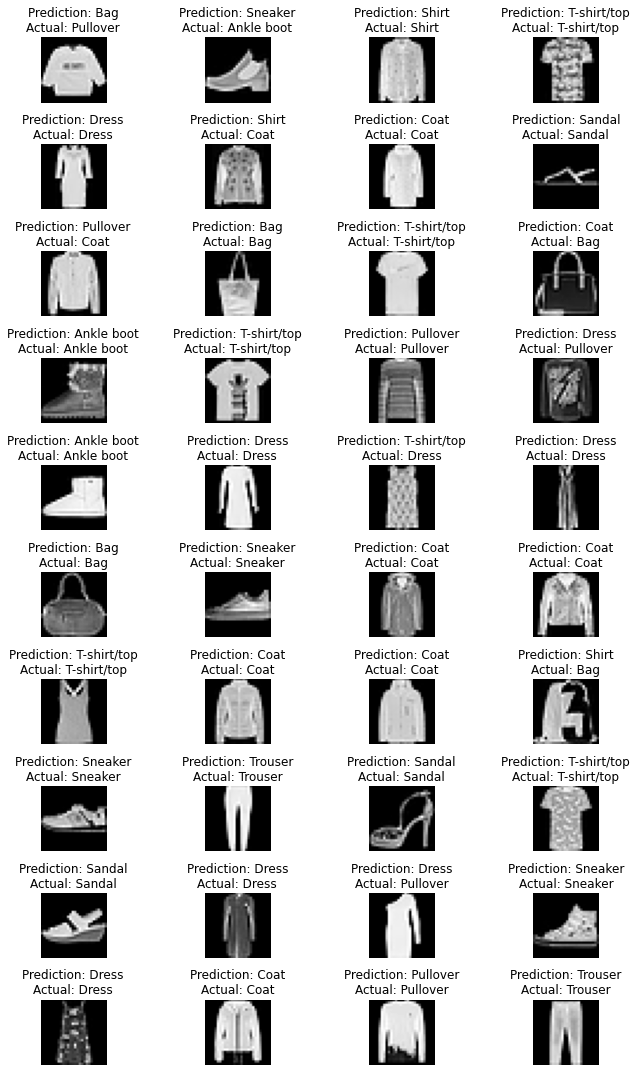 Prediction: Bag
Actual: Pullover
Prediction: Sneaker
Actual: Ankle boot
Prediction: Shirt
Actual: Shirt
Prediction: T-shirt/top
Actual: T-shirt/top
Prediction: Dress
Actual: Dress
Prediction: Shirt
Actual: Coat
Prediction: Coat
Actual: Coat
Prediction: Sandal
Actual: Sandal
Prediction: Pullover
Actual: Coat
Prediction: Bag
Actual: Bag
Prediction: T-shirt/top
Actual: T-shirt/top
Prediction: Coat
Actual: Bag
Prediction: Ankle boot
Actual: Ankle boot
Prediction: T-shirt/top
Actual: T-shirt/top
Prediction: Pullover
Actual: Pullover
Prediction: Dress
Actual: Pullover
Prediction: Ankle boot
Actual: Ankle boot
Prediction: Dress
Actual: Dress
Prediction: T-shirt/top
Actual: Dress
Prediction: Dress
Actual: Dress
Prediction: Bag
Actual: Bag
Prediction: Sneaker
Actual: Sneaker
Prediction: Coat
Actual: Coat
Prediction: Coat
Actual: Coat
Prediction: T-shirt/top
Actual: T-shirt/top
Prediction: Coat
Actual: Coat
Prediction: Coat
Actual: Coat
Prediction: Shirt
Actual: Bag
Prediction: Sneaker
Actual: Sneaker
Prediction: Trouser
Actual: Trouser
Prediction: Sandal
Actual: Sandal
Prediction: T-shirt/top
Actual: T-shirt/top
Prediction: Sandal
Actual: Sandal
Prediction: Dress
Actual: Dress
Prediction: Dress
Actual: Pullover
Prediction: Sneaker
Actual: Sneaker
Prediction: Dress
Actual: Dress
Prediction: Coat
Actual: Coat
Prediction: Pullover
Actual: Pullover
Prediction: Trouser
Actual: Trouser